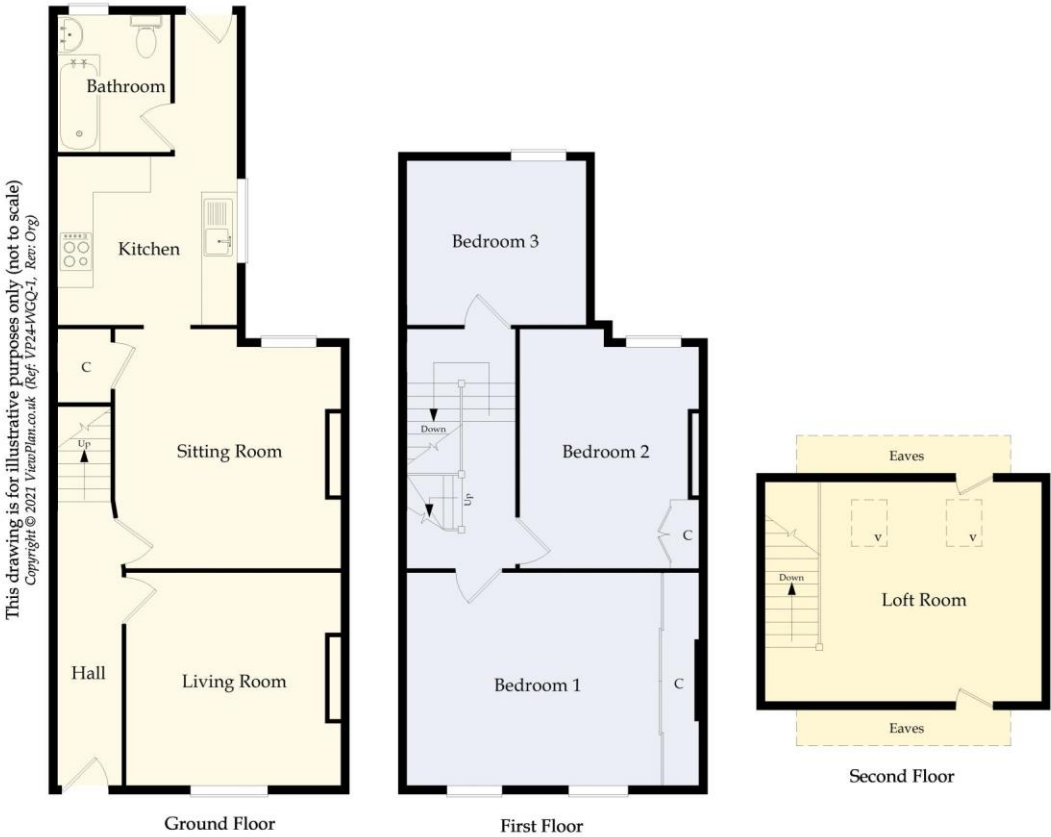 This drawing is for illustrative purposes only (not to scale)
Copyright © 2021 ViewPlan.co.uk (Ref: VP24-WGQ-1, Rev: Org)
Bathroom
Kitchen
C
Up
Sitting Room
Hall
Living Room
Ground Floor
Bedroom 3
Down
Up
Bedroom 2
C
Bedroom 1
C
First Floor
Eaves
V
V
Down
Loft Room
Eaves
Second Floor